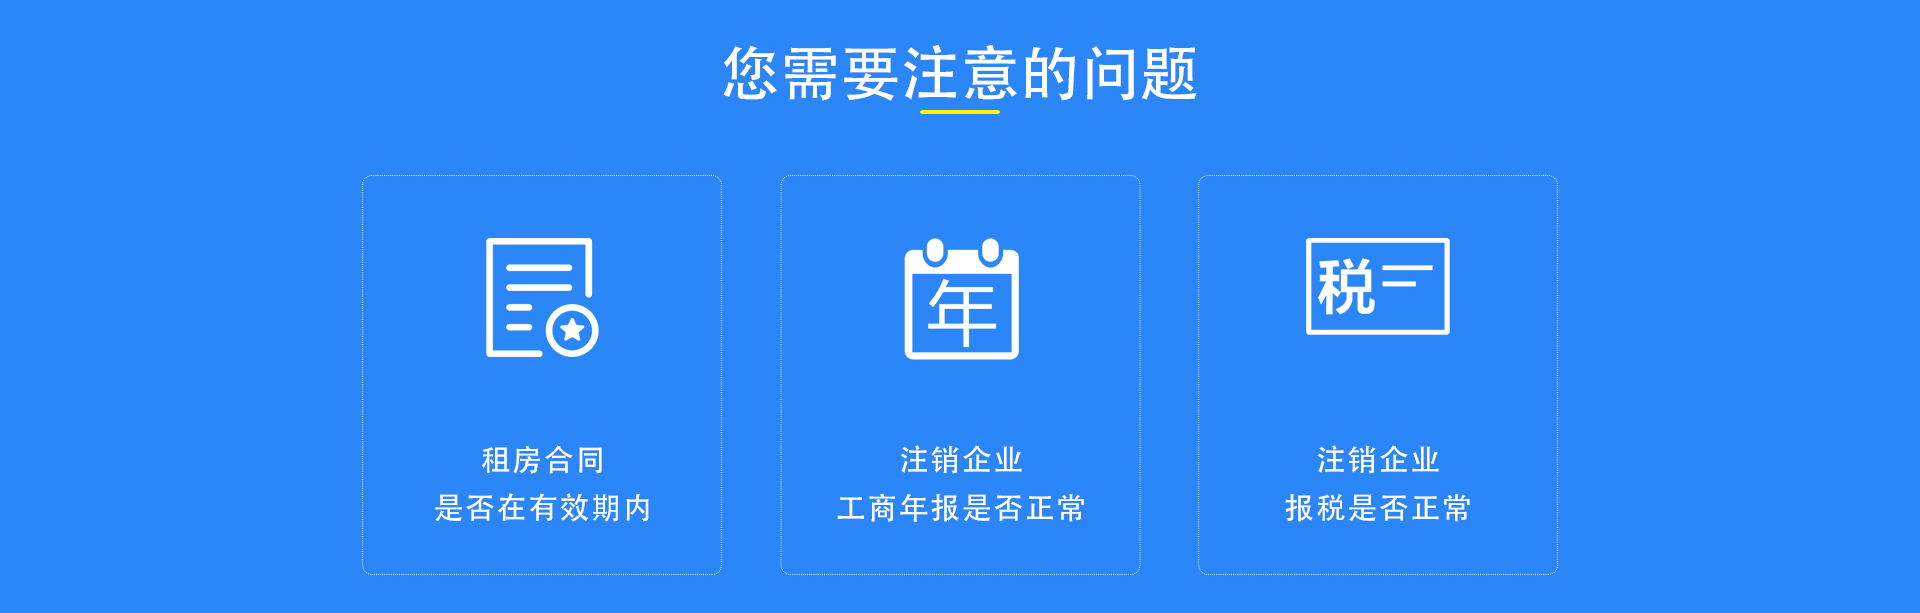 您需要注意的问题
年
税
租房合同
是否在有效期内
注销企业
工商年报是否正常
注销企业
报税是否正常